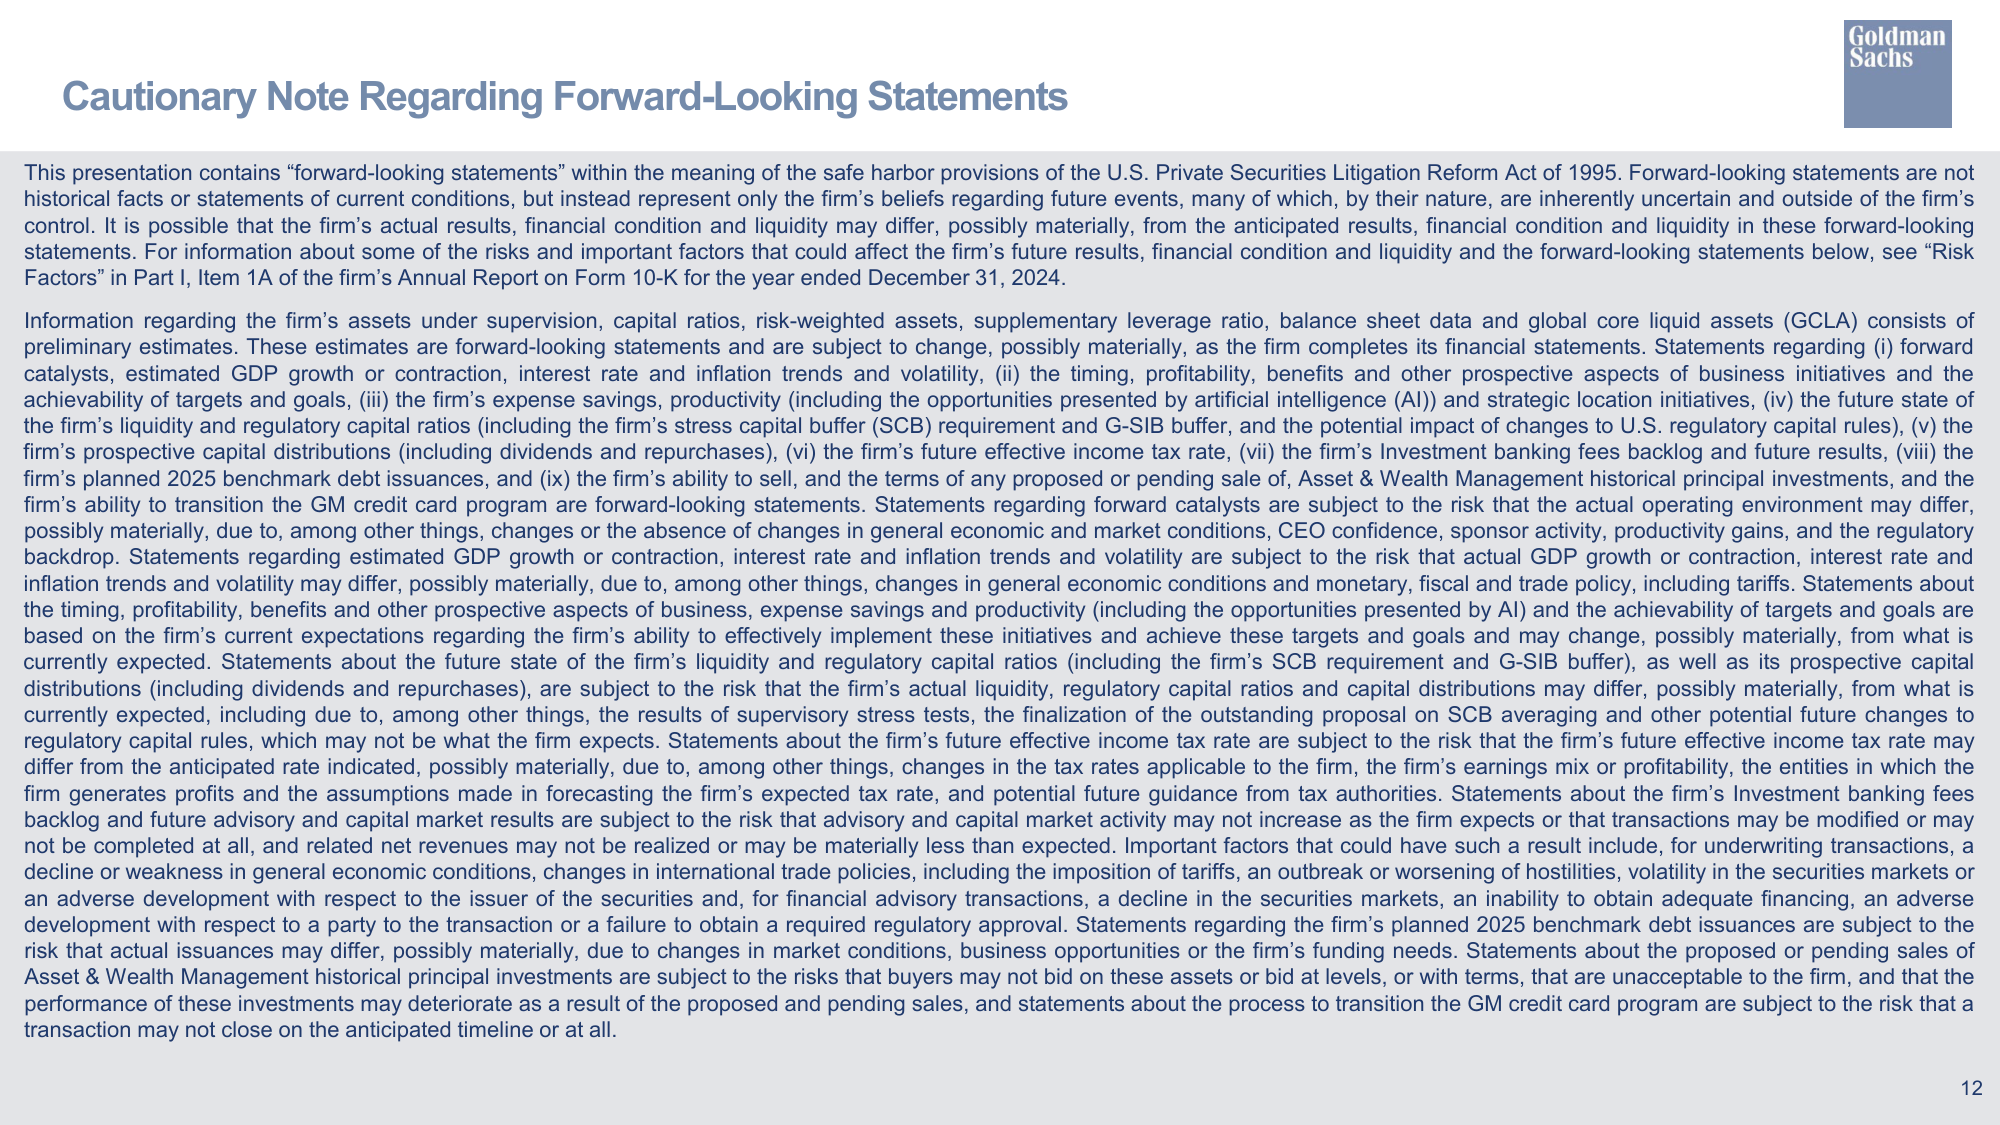 Goldman
Sachs
Cautionary Note Regarding Forward-Looking Statements
This presentation contains “forward-looking statements” within the meaning of the safe harbor provisions of the U.S. Private Securities Litigation Reform Act of 1995. Forward-looking statements are not
historical facts or statements of current conditions, but instead represent only the firm’s beliefs regarding future events, many of which, by their nature, are inherently uncertain and outside of the firm’s
control. It is possible that the firm’s actual results, financial condition and liquidity may differ, possibly materially, from the anticipated results, financial condition and liquidity in these forward-looking
statements. For information about some of the risks and important factors that could affect the firm’s future results, financial condition and liquidity and the forward-looking statements below, see “Risk
Factors” in Part I, Item 1A of the firm’s Annual Report on Form 10-K for the year ended December 31, 2024.
Information regarding the firm’s assets under supervision, capital ratios, risk-weighted assets, supplementary leverage ratio, balance sheet data and global core liquid assets (GCLA) consists of
preliminary estimates. These estimates are forward-looking statements and are subject to change, possibly materially, as the firm completes its financial statements. Statements regarding (i) forward
catalysts, estimated GDP growth or contraction, interest rate and inflation trends and volatility, (ii) the timing, profitability, benefits and other prospective aspects of business initiatives and the
achievability of targets and goals, (iii) the firm’s expense savings, productivity (including the opportunities presented by artificial intelligence (AI)) and strategic location initiatives, (iv) the future state of
the firm’s liquidity and regulatory capital ratios (including the firm’s stress capital buffer (SCB) requirement and G-SIB buffer, and the potential impact of changes to U.S. regulatory capital rules), (v) the
firm’s prospective capital distributions (including dividends and repurchases), (vi) the firm’s future effective income tax rate, (vii) the firm’s Investment banking fees backlog and future results, (viii) the
firm’s planned 2025 benchmark debt issuances, and (ix) the firm’s ability to sell, and the terms of any proposed or pending sale of, Asset & Wealth Management historical principal investments, and the
firm’s ability to transition the GM credit card program are forward-looking statements. Statements regarding forward catalysts are subject to the risk that the actual operating environment may differ,
possibly materially, due to, among other things, changes or the absence of changes in general economic and market conditions, CEO confidence, sponsor activity, productivity gains, and the regulatory
backdrop. Statements regarding estimated GDP growth or contraction, interest rate and inflation trends and volatility are subject to the risk that actual GDP growth or contraction, interest rate and
inflation trends and volatility may differ, possibly materially, due to, among other things, changes in general economic conditions and monetary, fiscal and trade policy, including tariffs. Statements about
the timing, profitability, benefits and other prospective aspects of business, expense savings and productivity (including the opportunities presented by AI) and the achievability of targets and goals are
based on the firm’s current expectations regarding the firm’s ability to effectively implement these initiatives and achieve these targets and goals and may change, possibly materially, from what is
currently expected. Statements about the future state of the firm’s liquidity and regulatory capital ratios (including the firm’s SCB requirement and G-SIB buffer), as well as its prospective capital
distributions (including dividends and repurchases), are subject to the risk that the firm’s actual liquidity, regulatory capital ratios and capital distributions may differ, possibly materially, from what is
currently expected, including due to, among other things, the results of supervisory stress tests, the finalization of the outstanding proposal on SCB averaging and other potential future changes to
regulatory capital rules, which may not be what the firm expects. Statements about the firm’s future effective income tax rate are subject to the risk that the firm’s future effective income tax rate may
differ from the anticipated rate indicated, possibly materially, due to, among other things, changes in the tax rates applicable to the firm, the firm’s earnings mix or profitability, the entities in which the
firm generates profits and the assumptions made in forecasting the firm’s expected tax rate, and potential future guidance from tax authorities. Statements about the firm’s Investment banking fees
backlog and future advisory and capital market results are subject to the risk that advisory and capital market activity may not increase as the firm expects or that transactions may be modified or may
not be completed at all, and related net revenues may not be realized or may be materially less than expected. Important factors that could have such a result include, for underwriting transactions, a
decline or weakness in general economic conditions, changes in international trade policies, including the imposition of tariffs, an outbreak or worsening of hostilities, volatility in the securities markets or
an adverse development with respect to the issuer of the securities and, for financial advisory transactions, a decline in the securities markets, an inability to obtain adequate financing, an adverse
development with respect to a party to the transaction or a failure to obtain a required regulatory approval. Statements regarding the firm’s planned 2025 benchmark debt issuances are subject to the
risk that actual issuances may differ, possibly materially, due to changes in market conditions, business opportunities or the firm’s funding needs. Statements about the proposed or pending sales of
Asset & Wealth Management historical principal investments are subject to the risks that buyers may not bid on these assets or bid at levels, or with terms, that are unacceptable to the firm, and that the
performance of these investments may deteriorate as a result of the proposed and pending sales, and statements about the process to transition the GM credit card program are subject to the risk that a
transaction may not close on the anticipated timeline or at all.
12